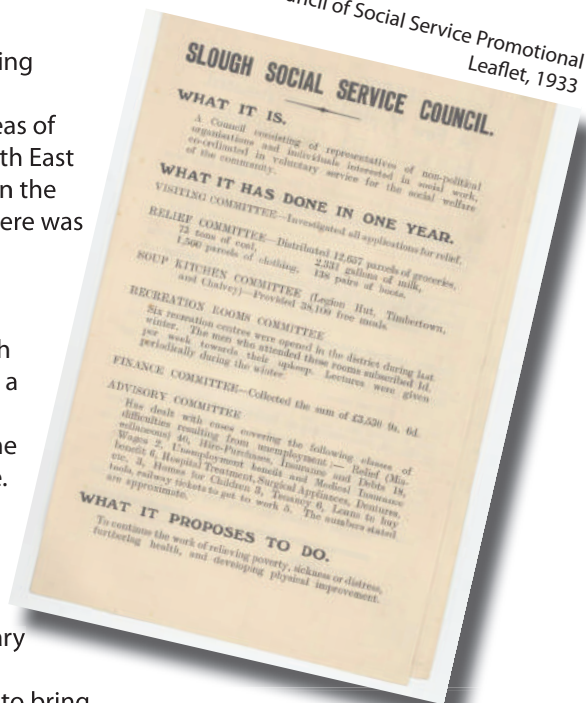 ouncil of Social Service Promotional
Leaflet, 1933
ing
eas of
th East
n the
ere was
h
a
ne
e.
ary
to bring
SLOUGH SOCIAL SERVICE COUNCIL.
WHAT IT IS.
A Council consisting of representatives of non-political
organisations and individuals interested in social work,
co-ordinated in voluntary service for the social welfare
of the community.
WHAT IT HAS DONE IN ONE YEAR.
VISITING COMMITTEE—Investigated all applications for relief.
RELIEF COMMITTEE—Distributed 12,657 parcels of groceries,
72 tons of coal, 2,331 gallons of milk,
1,500 parcels of clothing, 138 pairs of boots.
SOUP KITCHEN COMMITTEE (Legion Hut, Timbertown,
and Chalvey)—Provided 38,109 free meals.
RECREATION ROOMS COMMITTEE
Six recreation centres were opened in the district during last
winter. The men who attended these rooms subscribed 1d.
per week towards their upkeep. Lectures were given
periodically during the winter.
FINANCE COMMITTEE—Collected the sum of £3,536 9s. 6d.
ADVISORY COMMITTEE
Has dealt with cases covering the following classes of
difficulties resulting from unemployment :— Relief (Mis-
cellaneous) 46, Hire-Purchase, Insurance and Debts 18,
Wages 2, Unemployment benefit and Medical Insurance
benefit 6, Hospital Treatment, Surgical Appliances, Dentures,
etc. 3, Homes for Children 3, Tenancy 6, Loans to buy
tools, railway tickets to get to work 5. The numbers stated
are approximate.
WHAT IT PROPOSES TO DO.
To continue the work of relieving poverty, sickness or distress,
furthering health, and developing physical improvement.